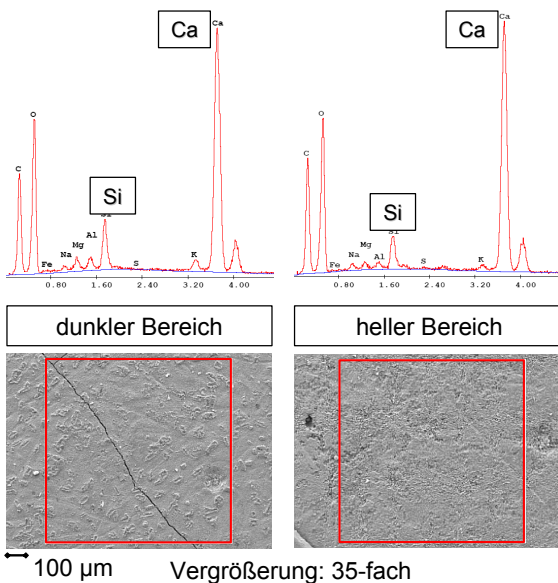 Ca
O
C
Si
Si
Al
Mg
Na
Fe
S
K
0.80 1.60 2.40 3.20 4.00
Ca
Ca
O
C
Si
Si
Mg
Na
Al
Fe
S
K
0.80 1.60 2.40 3.20 4.00
Ca
dunkler Bereich
heller Bereich
100 µm
Vergrößerung: 35-fach